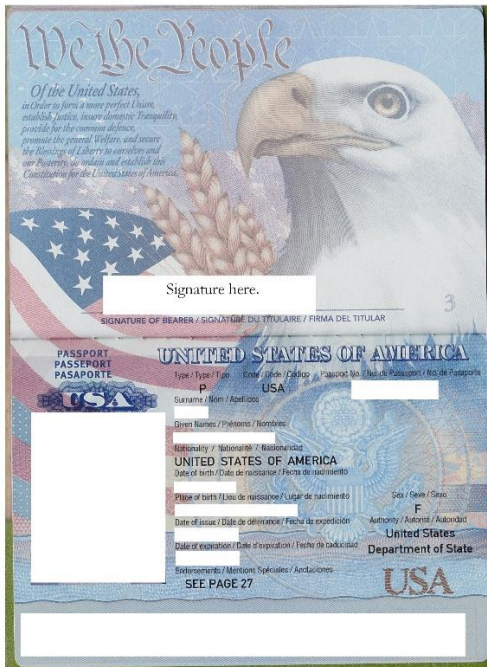 We the People
Of the United States,
in Order to form a more perfect Union,
establish Justice, insure domestic Tranquility,
provide for the common defence,
promote the general Welfare, and secure
the Blessings of Liberty to ourselves and
our Posterity, do ordain and establish this
Constitution for the United States of America.
Signature here.
3
SIGNATURE OF BEARER / SIGNATURE DU TITULAIRE / FIRMA DEL TITULAR
PASSPORT
PASSEPORT
PASAPORTE
USA
UNITED STATES OF AMERICA
Type / Type / Tipo Code / Code / Código Passport No. / No. du Passeport / No. de Pasaporte
P USA
Surname / Nom / Apellidos
Given Names / Prénoms / Nombres
Nationality / Nationalité / Nacionalidad
UNITED STATES OF AMERICA
Date of birth / Date de naissance / Fecha de nacimiento
Place of birth / Lieu de naissance / Lugar de nacimiento Sex / Sexe / Sexo
F
Date of issue / Date de délivrance / Fecha de expedición Authority / Autorité / Autoridad
United States
Date of expiration / Date d'expiration / Fecha de caducidad Department of State
Endorsements / Mentions Spéciales / Anotaciones
SEE PAGE 27
USA